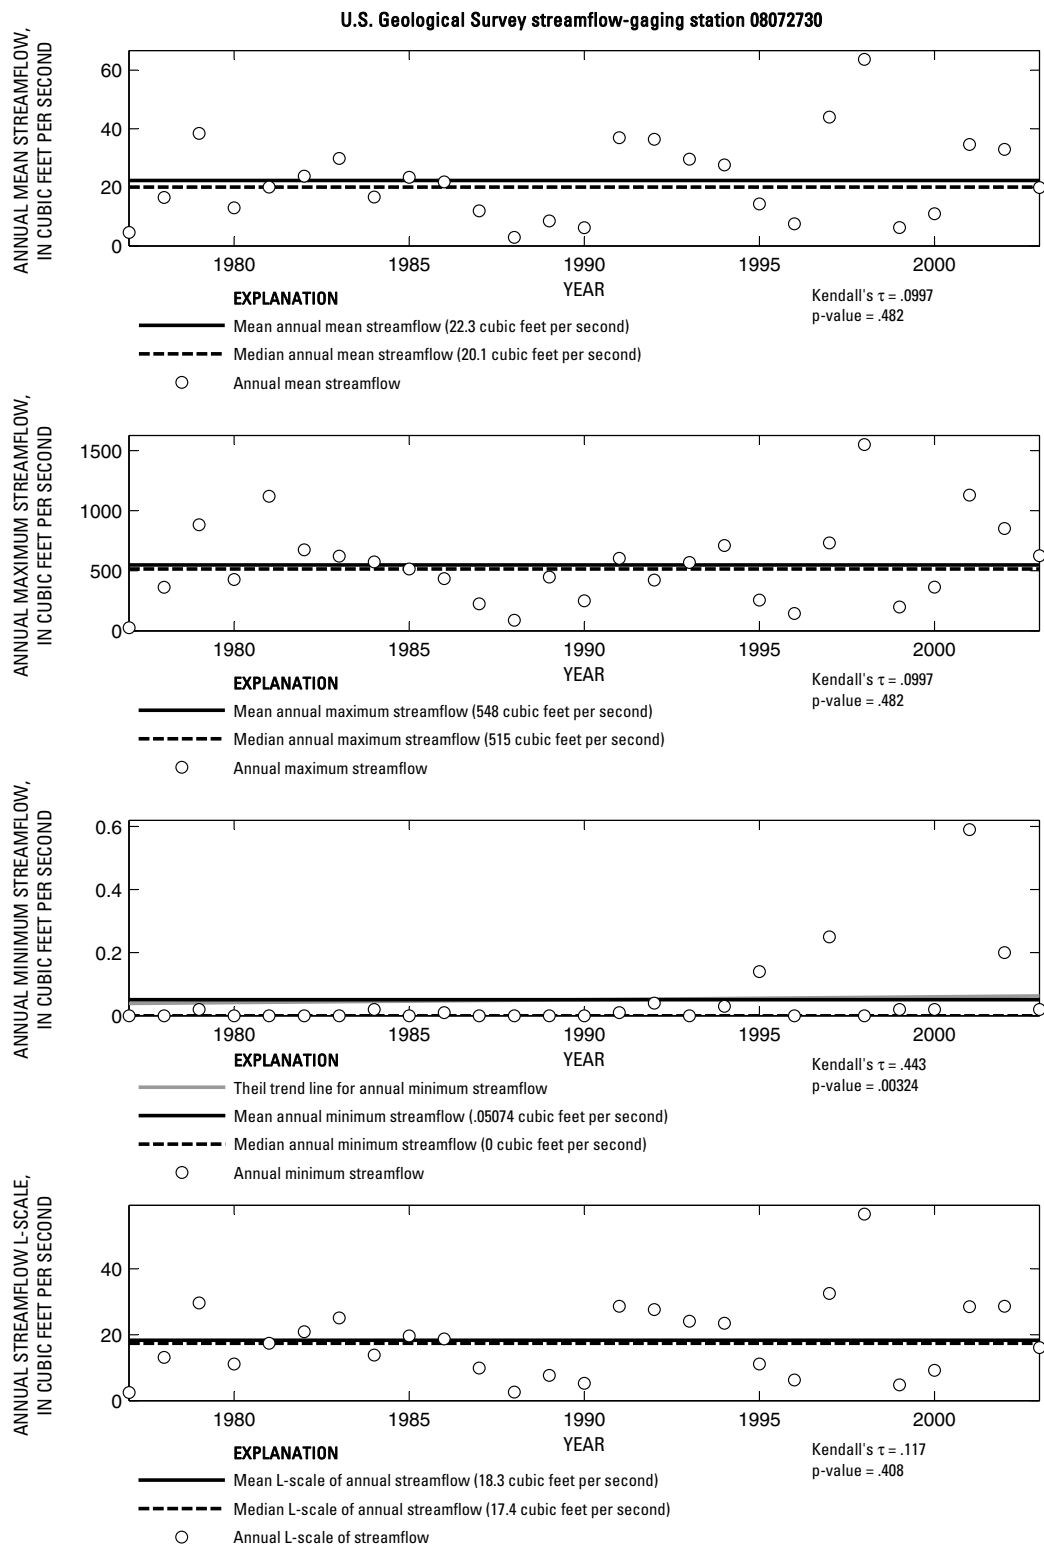 U.S. Geological Survey streamflow-gaging station 08072730
ANNUAL MEAN STREAMFLOW,
IN CUBIC FEET PER SECOND
60
40
20
0
1980 1985 1990 1995 2000
YEAR
Kendall's τ = .0997
p-value = .482
EXPLANATION
Mean annual mean streamflow (22.3 cubic feet per second)
Median annual mean streamflow (20.1 cubic feet per second)
Annual mean streamflow
ANNUAL MAXIMUM STREAMFLOW,
IN CUBIC FEET PER SECOND
1500
1000
500
0
1980 1985 1990 1995 2000
YEAR
Kendall's τ = .0997
p-value = .482
EXPLANATION
Mean annual maximum streamflow (548 cubic feet per second)
Median annual maximum streamflow (515 cubic feet per second)
Annual maximum streamflow
ANNUAL MINIMUM STREAMFLOW,
IN CUBIC FEET PER SECOND
0.6
0.4
0.2
0
1980 1985 1990 1995 2000
YEAR
Kendall's τ = .443
p-value = .00324
EXPLANATION
Theil trend line for annual minimum streamflow
Mean annual minimum streamflow (.05074 cubic feet per second)
Median annual minimum streamflow (0 cubic feet per second)
Annual minimum streamflow
ANNUAL STREAMFLOW L-SCALE,
IN CUBIC FEET PER SECOND
40
20
0
1980 1985 1990 1995 2000
YEAR
Kendall's τ = .117
p-value = .408
EXPLANATION
Mean L-scale of annual streamflow (18.3 cubic feet per second)
Median L-scale of annual streamflow (17.4 cubic feet per second)
Annual L-scale of streamflow